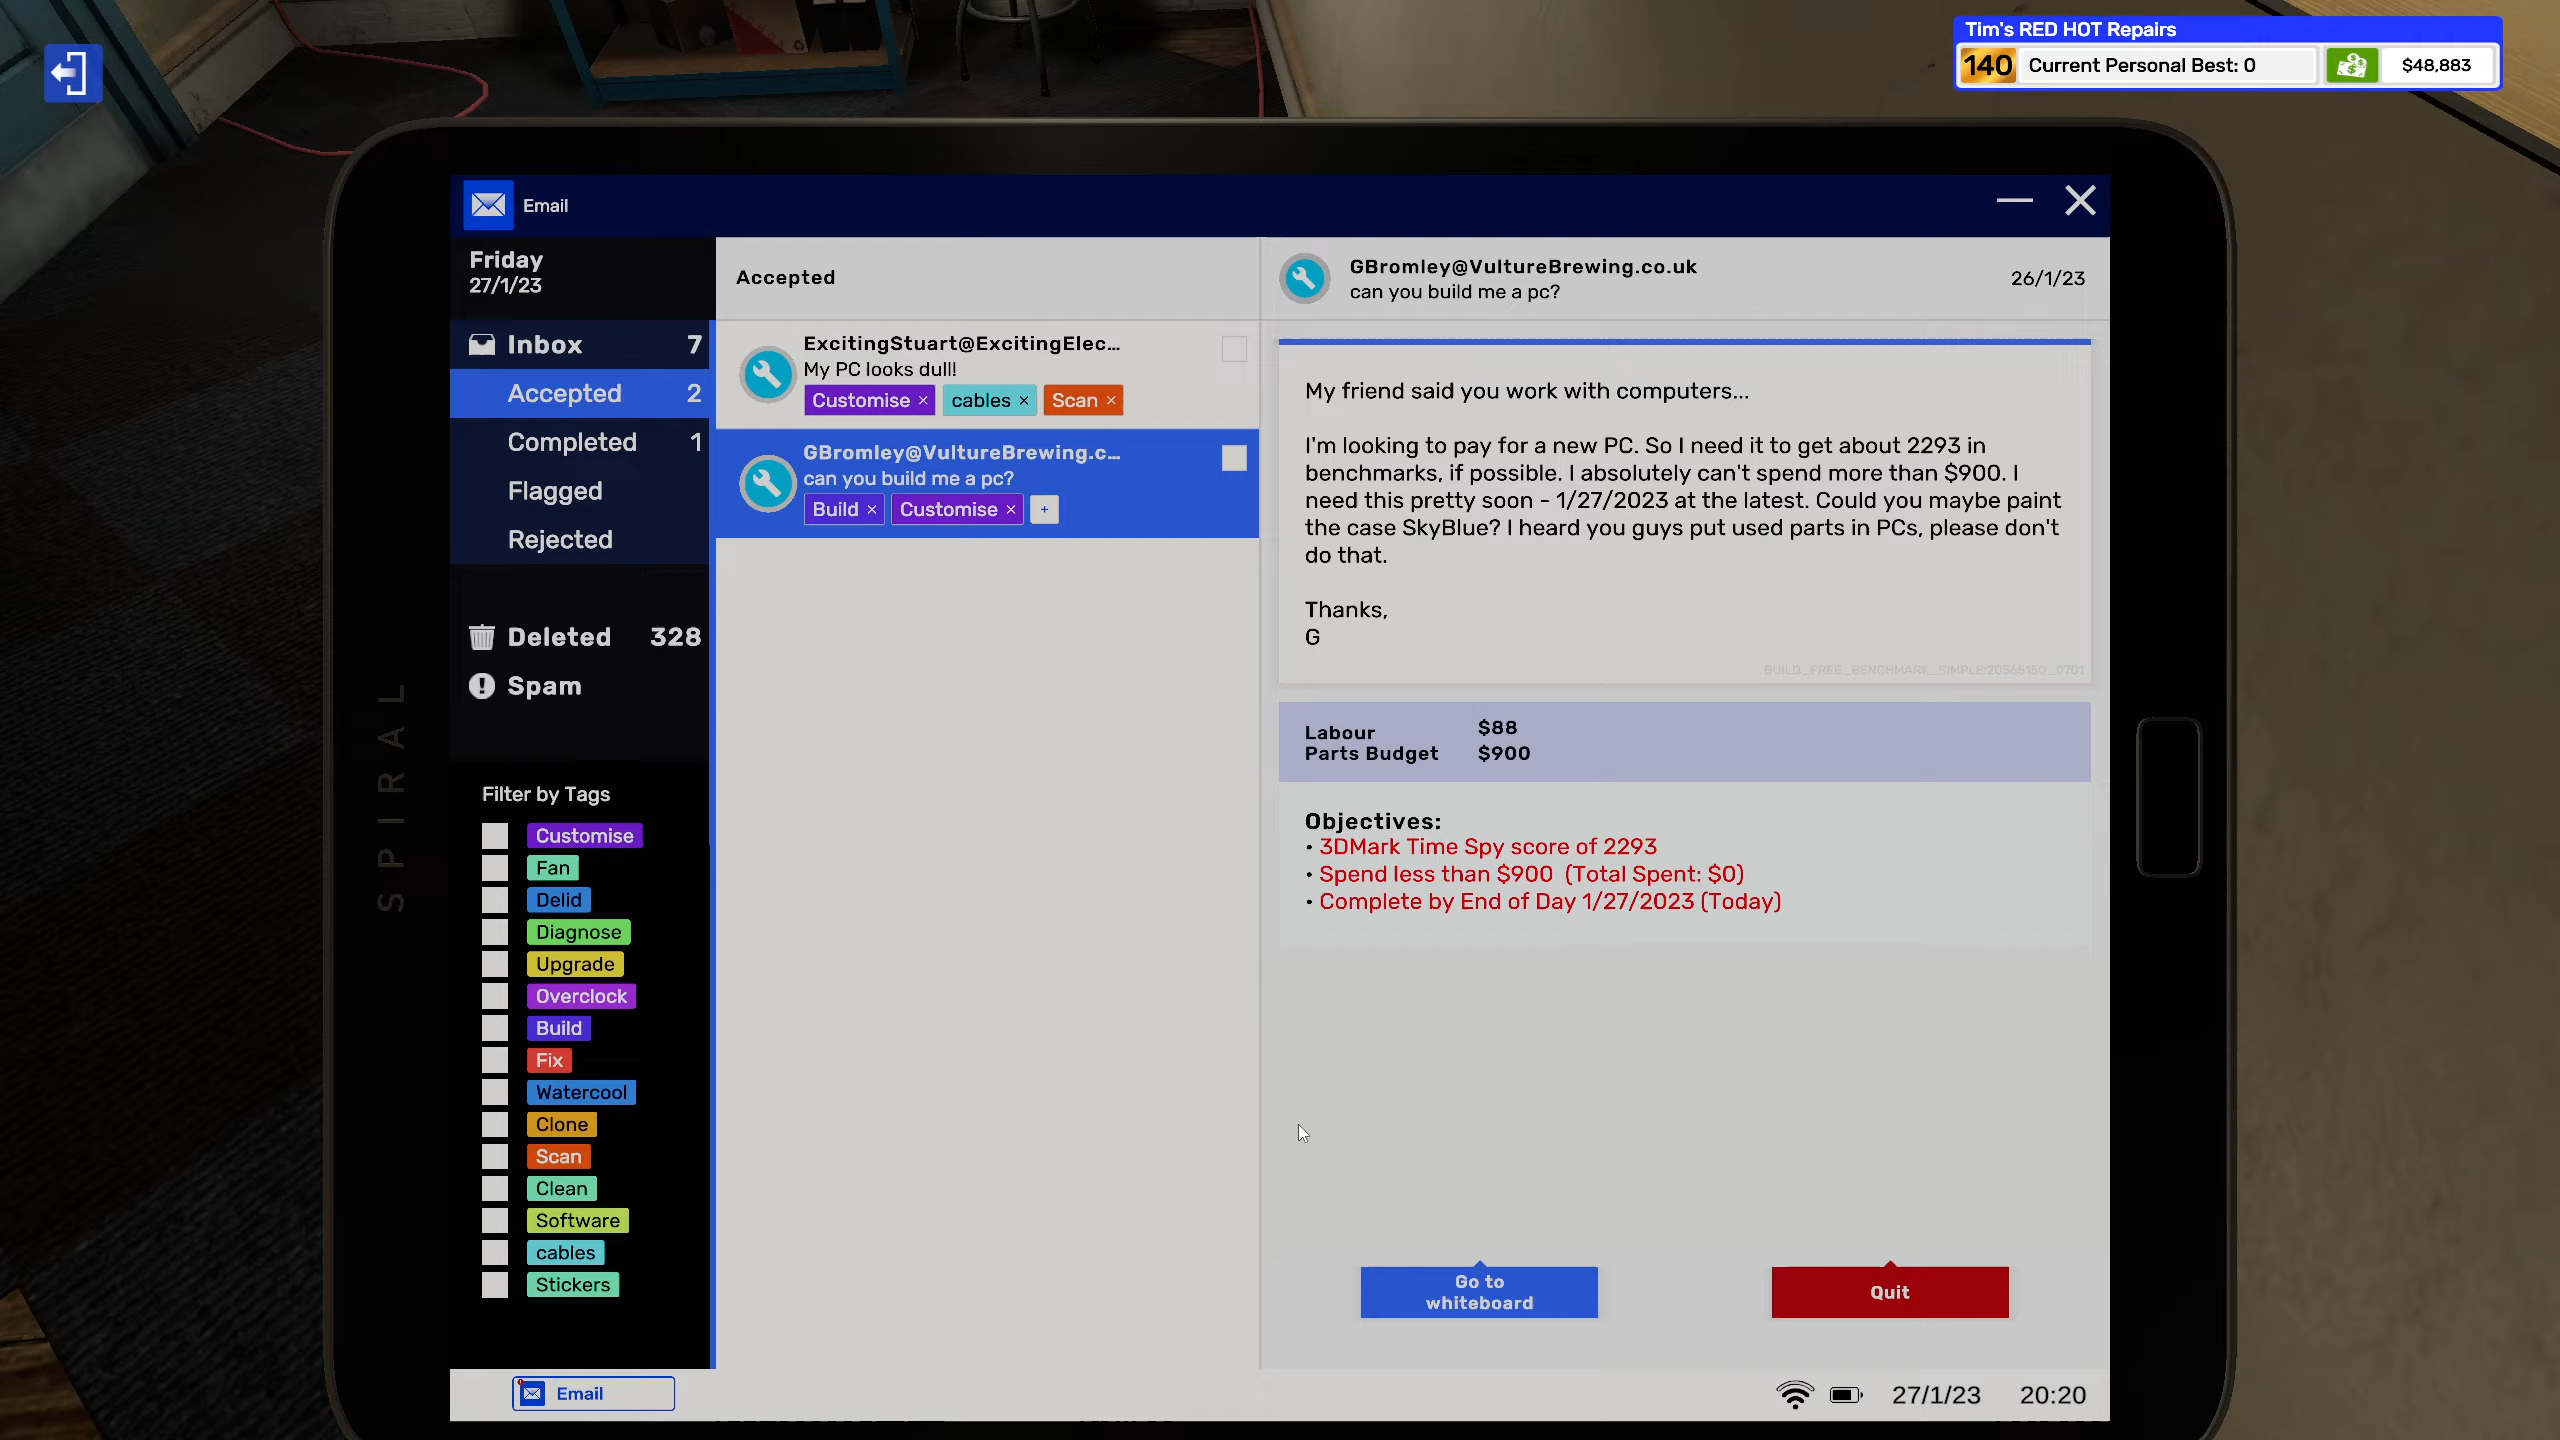 Tim's RED HOT Repairs
140
Current Personal Best: 0
$48,883
Email
Friday
27/1/23
Inbox 7
Accepted 2
Completed 1
Flagged
Rejected
Deleted 328
Spam
Filter by Tags
Customise
Fan
Delid
Diagnose
Upgrade
Overclock
Build
Fix
Watercool
Clone
Scan
Clean
Software
cables
Stickers
Accepted
ExcitingStuart@ExcitingElec...
My PC looks dull!
Customise × cables × Scan ×
GBromley@VultureBrewing.c...
can you build me a pc?
Build × Customise × +
GBromley@VultureBrewing.co.uk
can you build me a pc?
26/1/23
My friend said you work with computers...
I'm looking to pay for a new PC. So I need it to get about 2293 in
benchmarks, if possible. I absolutely can't spend more than $900. I
need this pretty soon - 1/27/2023 at the latest. Could you maybe paint
the case SkyBlue? I heard you guys put used parts in PCs, please don't
do that.
Thanks,
G
BUILD_FREE_BENCHMARK_SIMPLE:20565150_0701
Labour $88
Parts Budget $900
Objectives:
• 3DMark Time Spy score of 2293
• Spend less than $900 (Total Spent: $0)
• Complete by End of Day 1/27/2023 (Today)
Go to
whiteboard
Quit
Email
27/1/23
20:20
SPIRAL